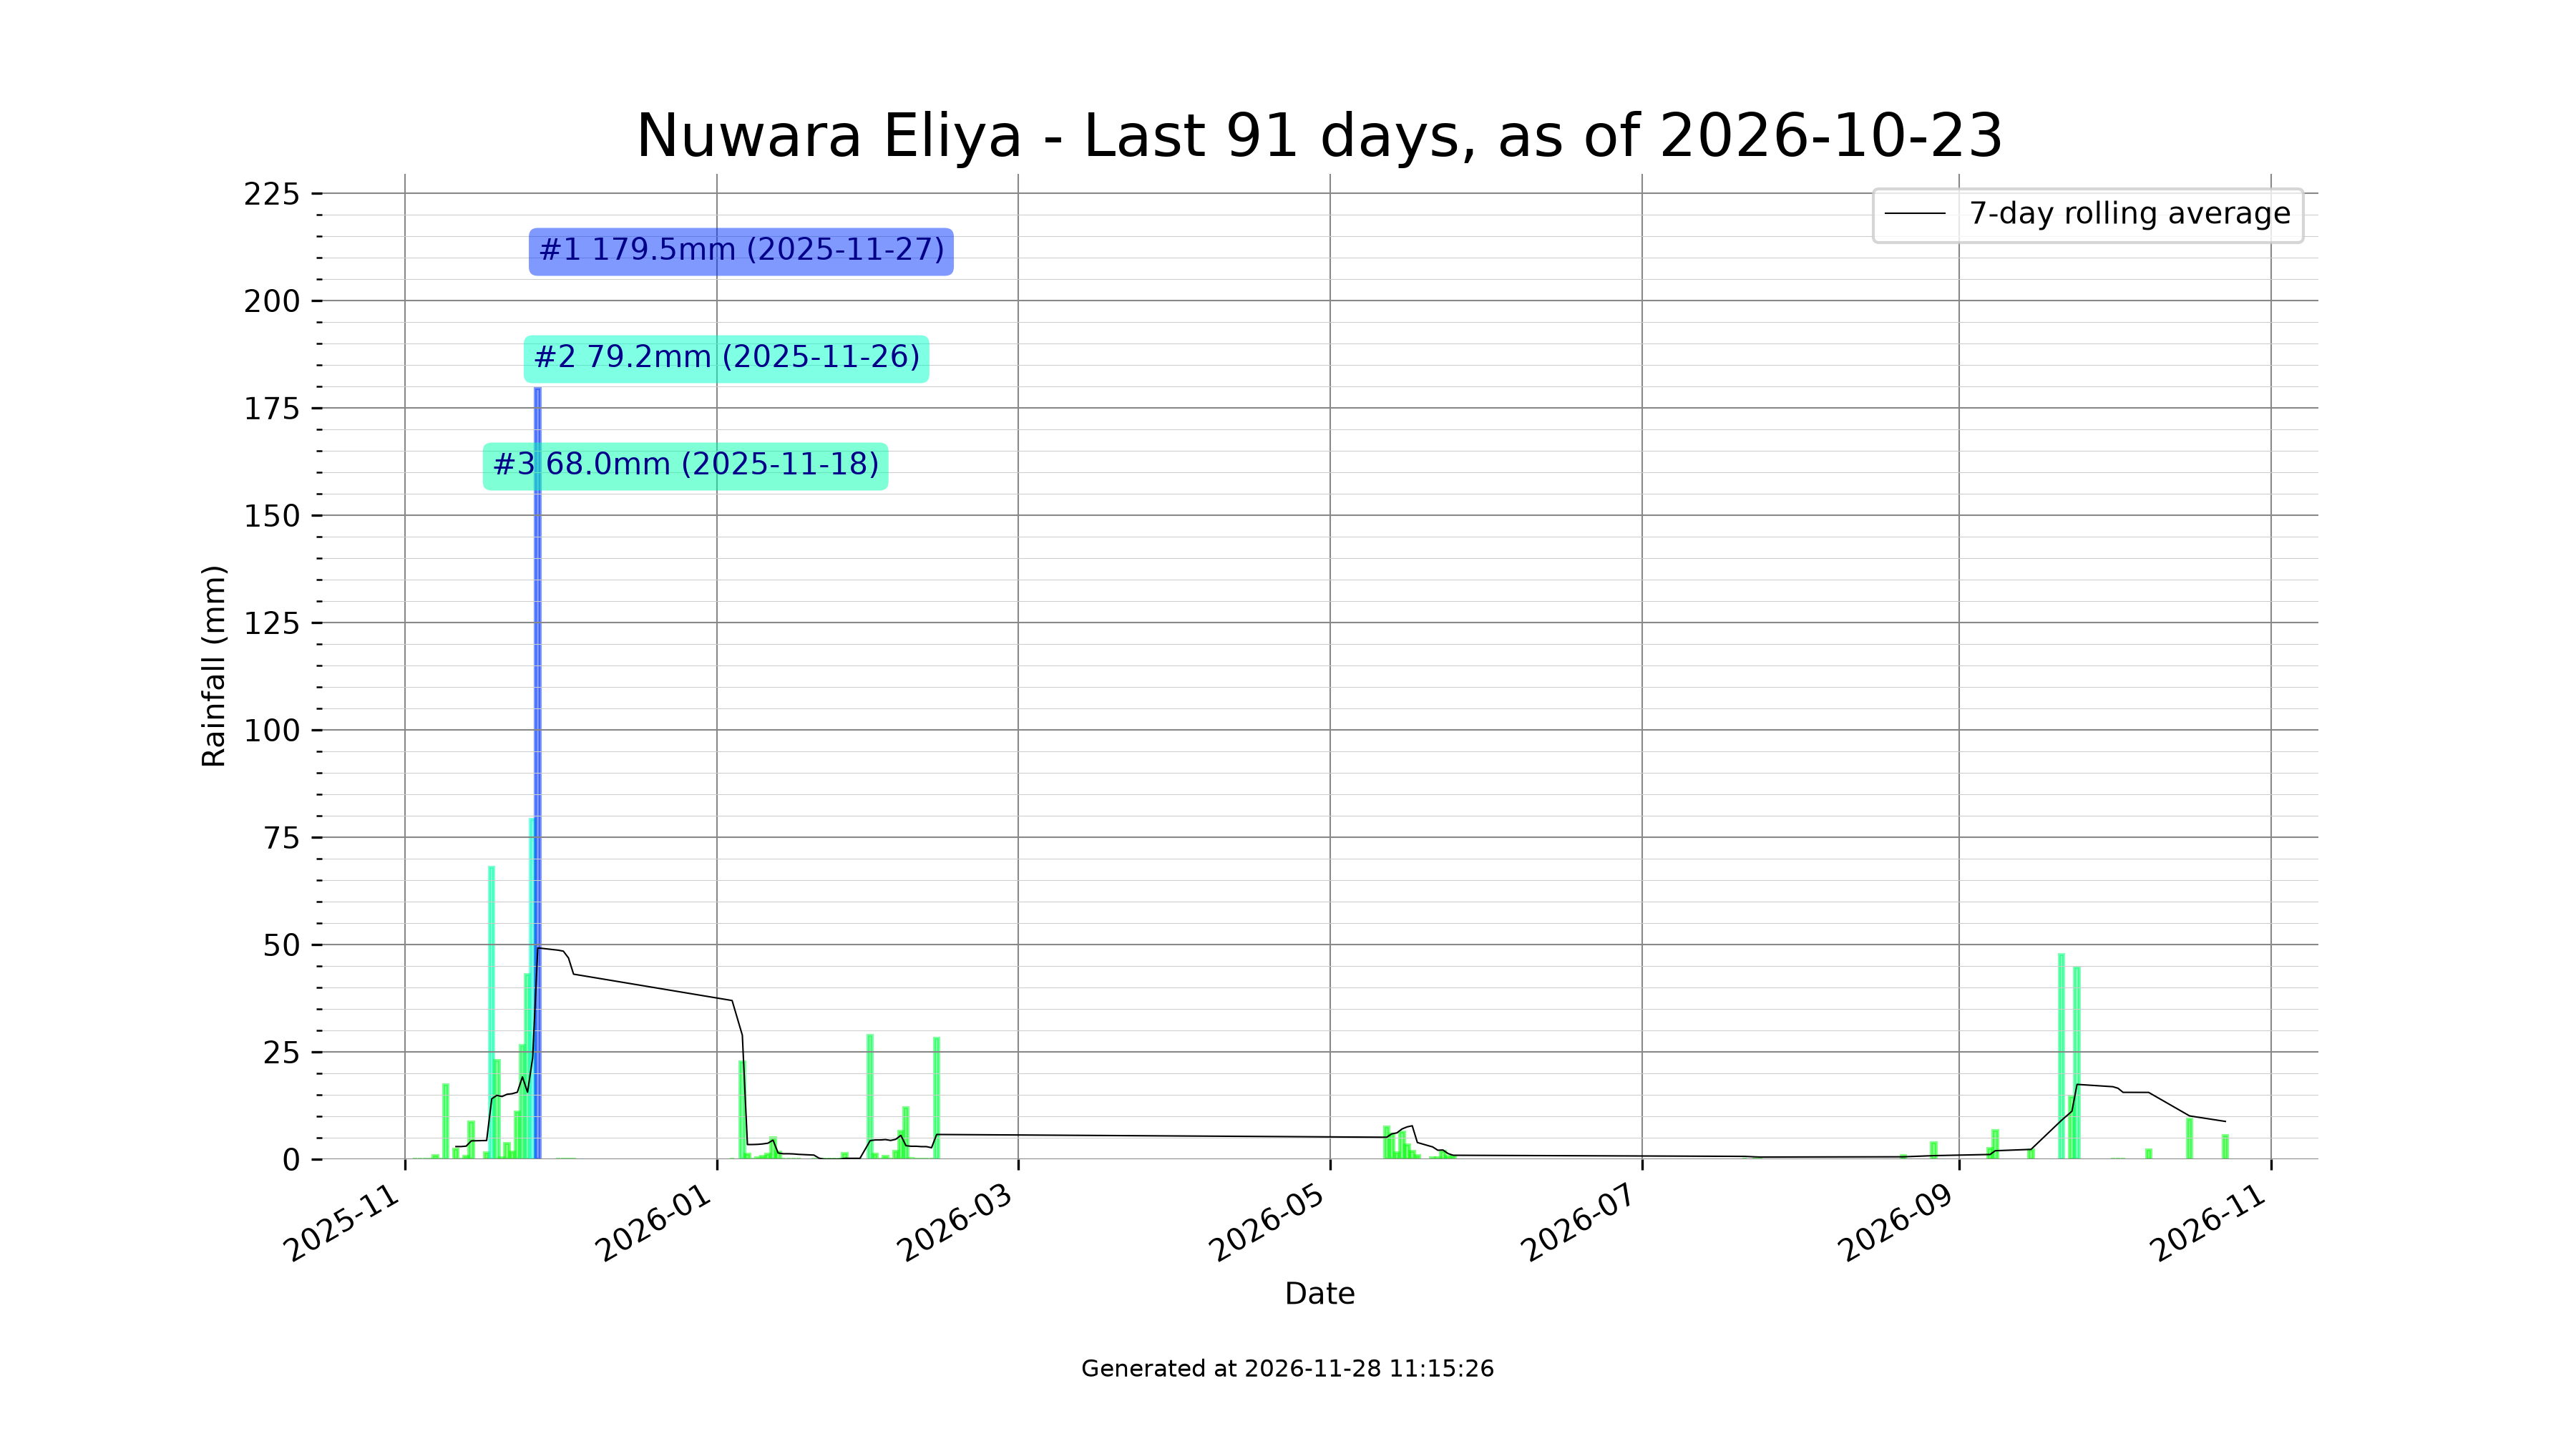 Nuwara Eliya - Last 91 days, as of 2026-10-23
7-day rolling average
#1 179.5mm (2025-11-27)
#2 79.2mm (2025-11-26)
#3 68.0mm (2025-11-18)
225
200
175
150
125
100
75
50
25
0
Rainfall (mm)
2025-11
2026-01
2026-03
2026-05
2026-07
2026-09
2026-11
Date
Generated at 2026-11-28 11:15:26